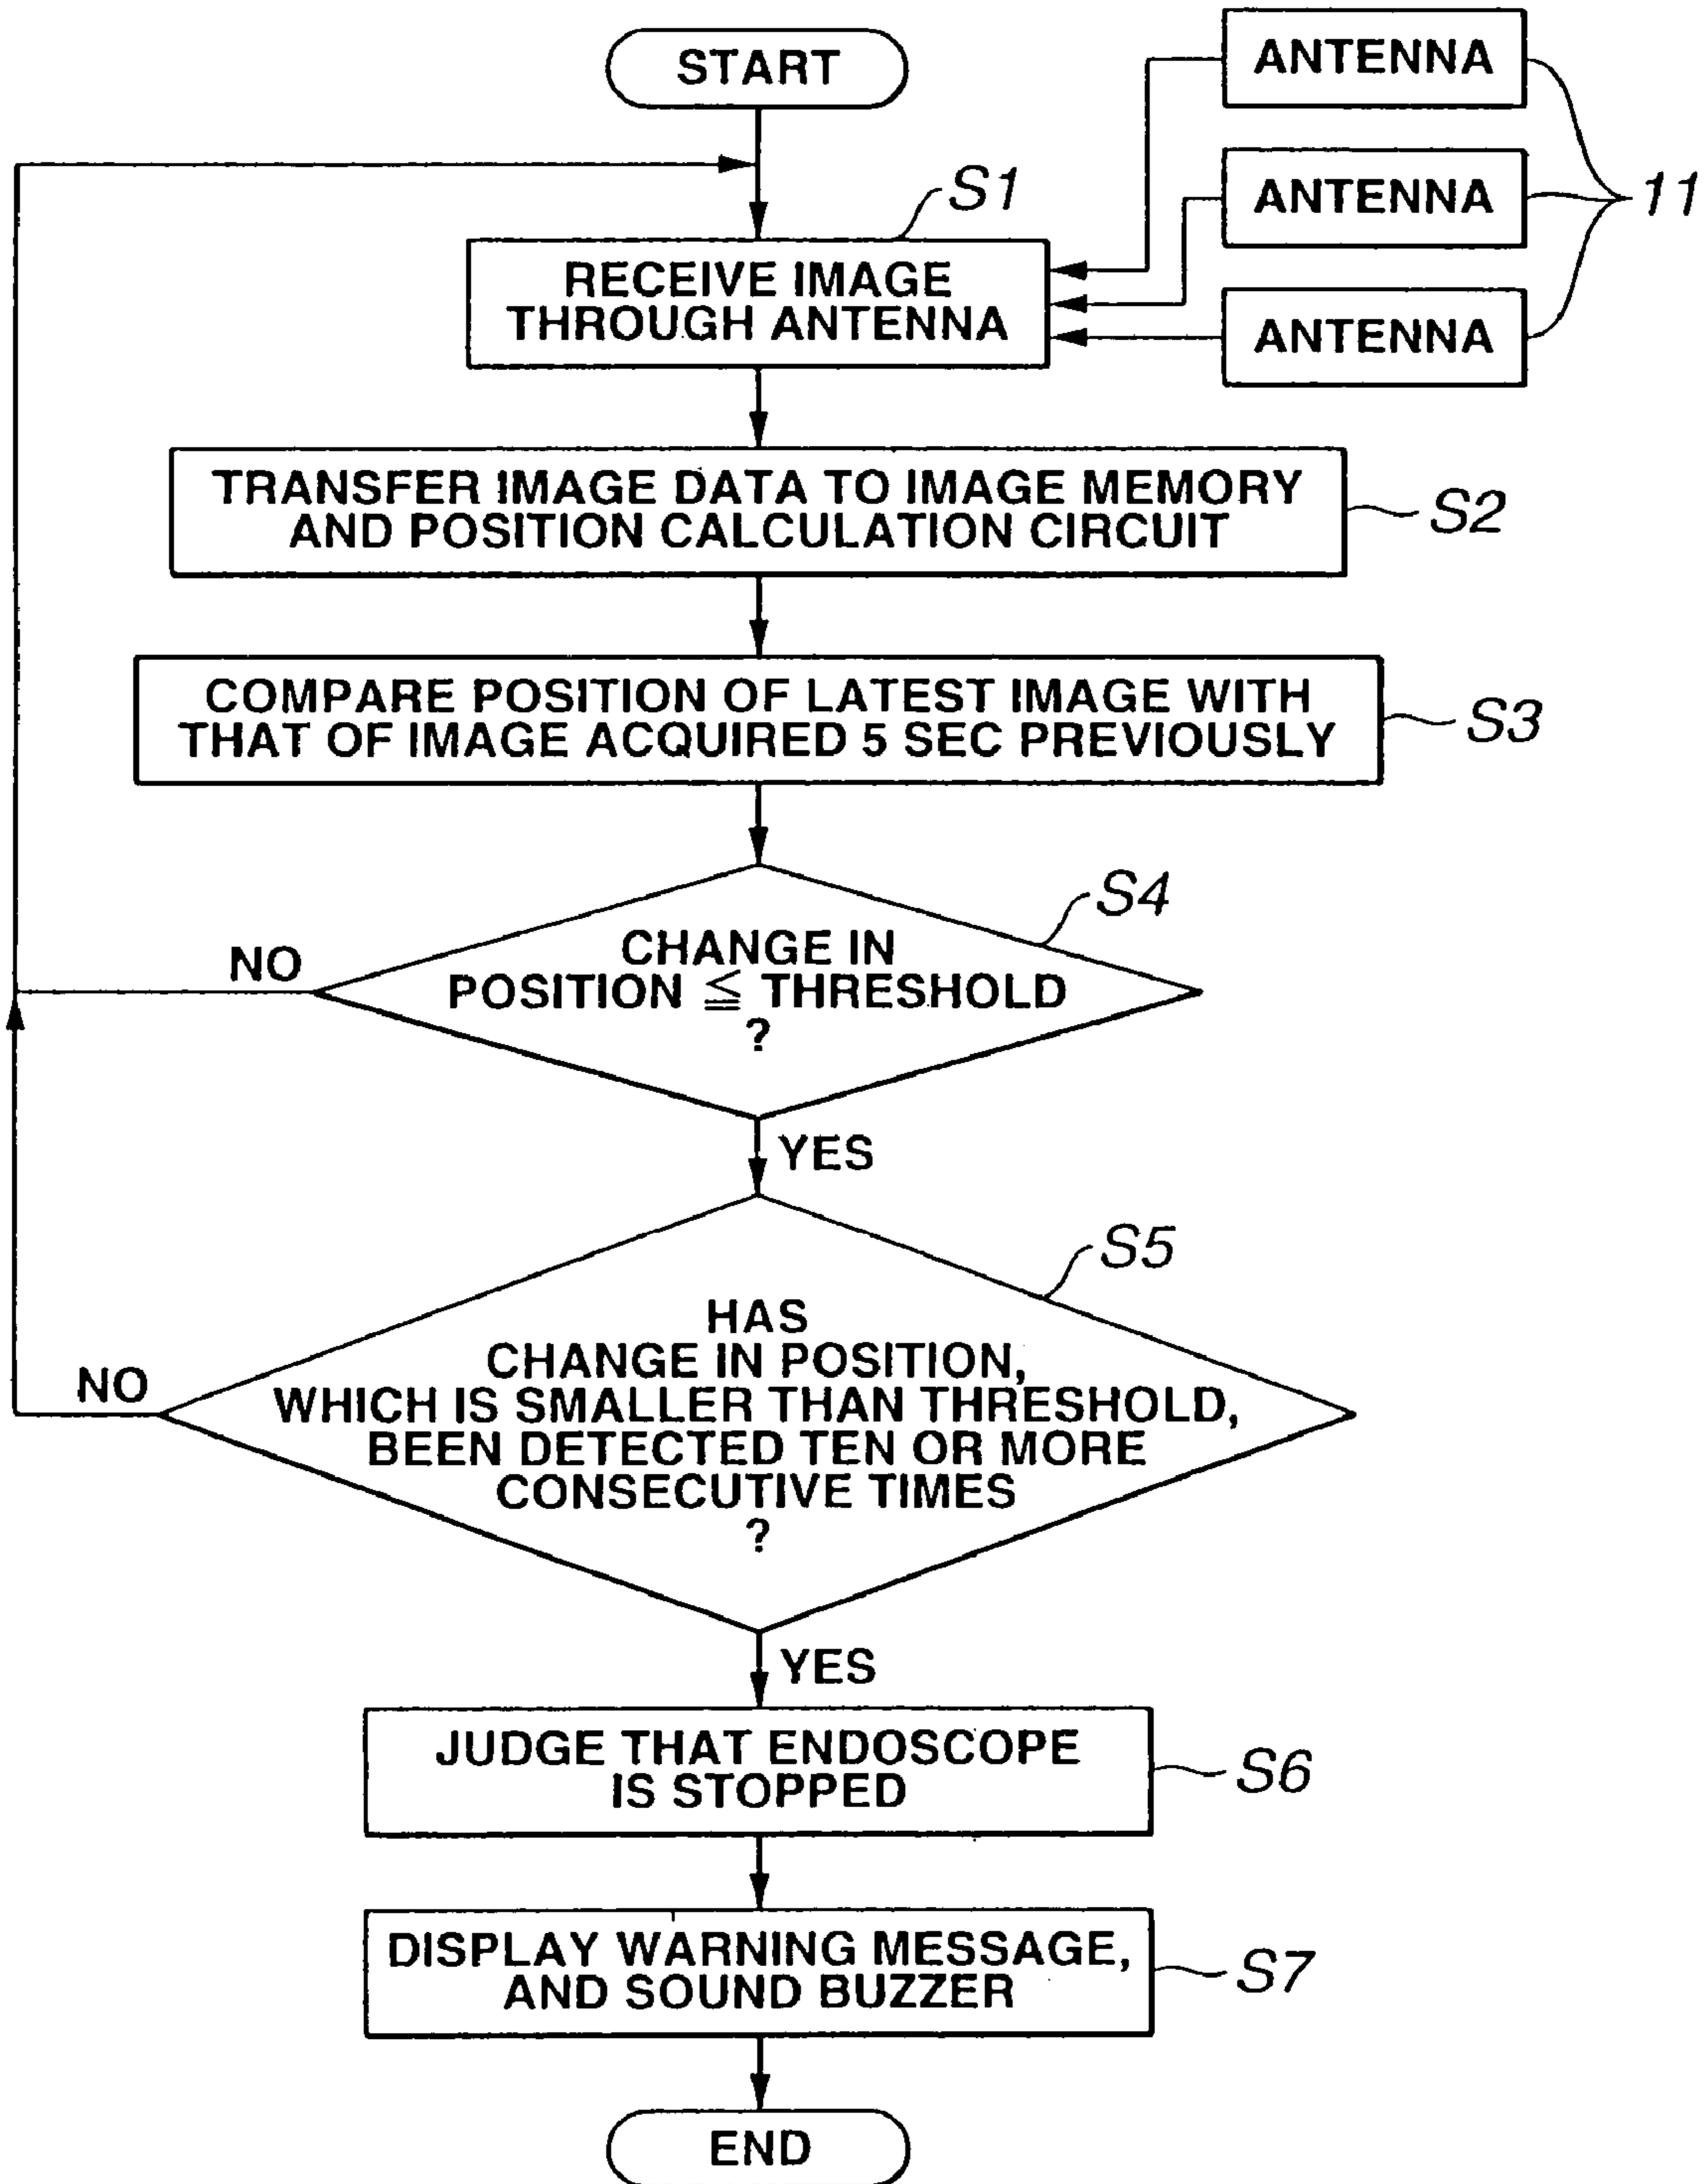 START
ANTENNA
ANTENNA
11
ANTENNA
S1
RECEIVE IMAGE
THROUGH ANTENNA
TRANSFER IMAGE DATA TO IMAGE MEMORY
AND POSITION CALCULATION CIRCUIT
S2
COMPARE POSITION OF LATEST IMAGE WITH
THAT OF IMAGE ACQUIRED 5 SEC PREVIOUSLY
S3
S4
CHANGE IN
POSITION ≦ THRESHOLD
?
NO
YES
S5
HAS
CHANGE IN POSITION,
WHICH IS SMALLER THAN THRESHOLD,
BEEN DETECTED TEN OR MORE
CONSECUTIVE TIMES
?
NO
YES
JUDGE THAT ENDOSCOPE
IS STOPPED
S6
DISPLAY WARNING MESSAGE,
AND SOUND BUZZER
S7
END